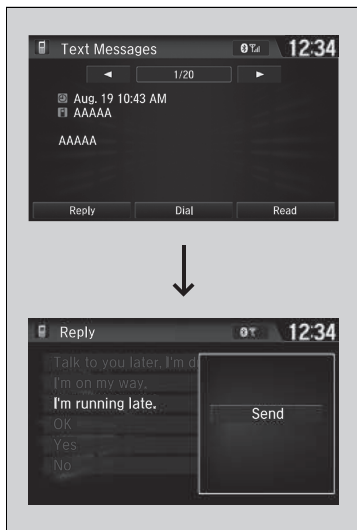 Text Messages 12:34
1/20
Aug. 19 10:43 AM
AAAAA
AAAAA
Reply Dial Read
Reply 12:34
Talk to you later, I'm d
I'm on my way.
I'm running late.
OK
Yes
No
Send